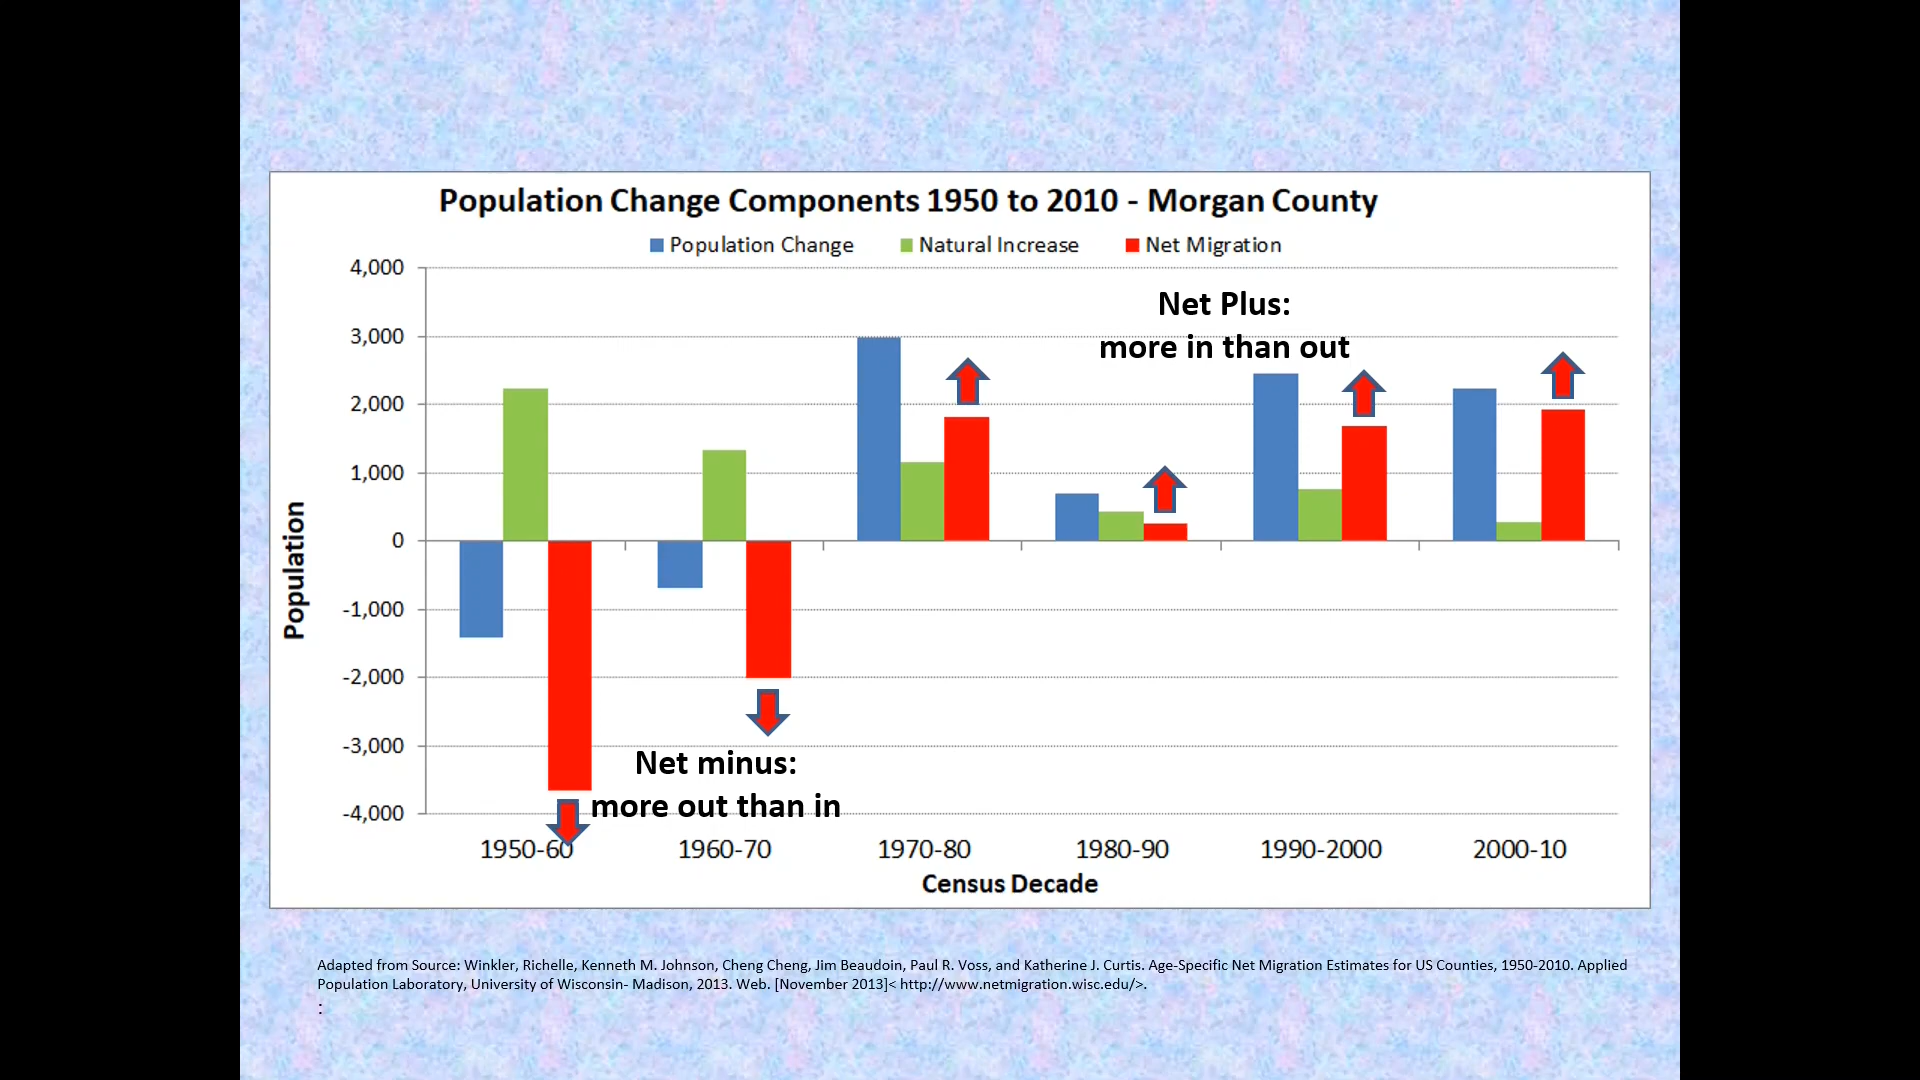 Population Change Components 1950 to 2010 - Morgan County
Population Change Natural Increase Net Migration
4,000
3,000
2,000
1,000
0
-1,000
-2,000
-3,000
-4,000
Population
Net Plus:
more in than out
Net minus:
more out than in
1950-60 1960-70 1970-80 1980-90 1990-2000 2000-10
Census Decade
Adapted from Source: Winkler, Richelle, Kenneth M. Johnson, Cheng Cheng, Jim Beaudoin, Paul R. Voss, and Katherine J. Curtis. Age-Specific Net Migration Estimates for US Counties, 1950-2010. Applied
Population Laboratory, University of Wisconsin- Madison, 2013. Web. [November 2013]< http://www.netmigration.wisc.edu/>.
: